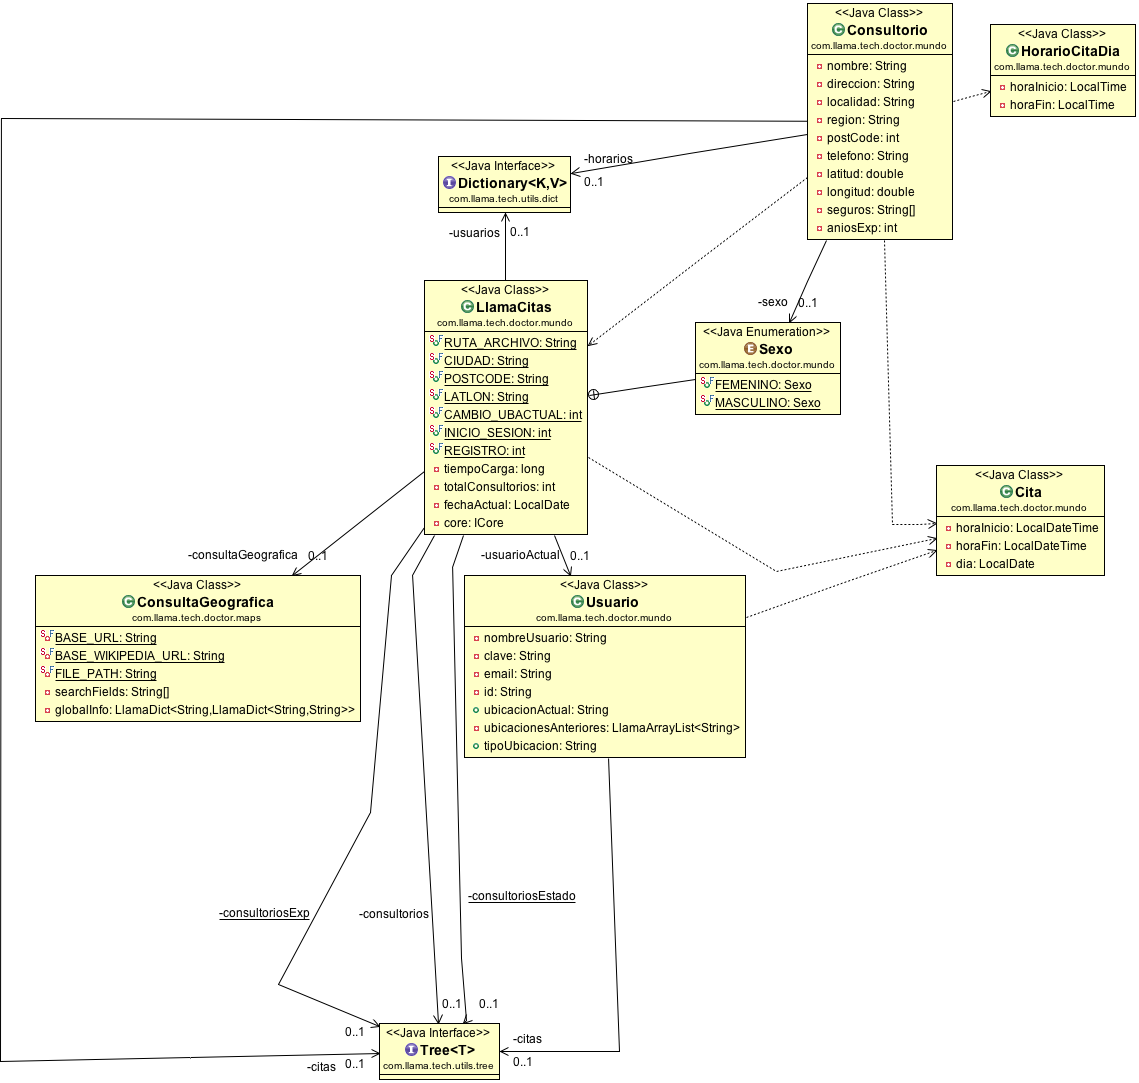 <<Java Class>>
Consultorio
com.llama.tech.doctor.mundo
nombre: String
direccion: String
localidad: String
region: String
postCode: int
telefono: String
latitud: double
longitud: double
seguros: String[]
aniosExp: int
<<Java Class>>
HorarioCitaDia
com.llama.tech.doctor.mundo
horaInicio: LocalTime
horaFin: LocalTime
-horarios
0..1
<<Java Interface>>
Dictionary<K,V>
com.llama.tech.utils.dict
-usuarios
0..1
<<Java Class>>
LlamaCitas
com.llama.tech.doctor.mundo
RUTA_ARCHIVO: String
CIUDAD: String
POSTCODE: String
LATLON: String
CAMBIO_UBACTUAL: int
INICIO_SESION: int
REGISTRO: int
tiempoCarga: long
totalConsultorios: int
fechaActual: LocalDate
core: ICore
-sexo
0..1
<<Java Enumeration>>
Sexo
com.llama.tech.doctor.mundo
FEMENINO: Sexo
MASCULINO: Sexo
<<Java Class>>
Cita
com.llama.tech.doctor.mundo
horaInicio: LocalDateTime
horaFin: LocalDateTime
dia: LocalDate
-consultaGeografica
0..1
-usuarioActual
0..1
<<Java Class>>
ConsultaGeografica
com.llama.tech.doctor.maps
BASE_URL: String
BASE_WIKIPEDIA_URL: String
FILE_PATH: String
searchFields: String[]
globalInfo: LlamaDict<String,LlamaDict<String,String>>
<<Java Class>>
Usuario
com.llama.tech.doctor.mundo
nombreUsuario: String
clave: String
email: String
id: String
ubicacionActual: String
ubicacionesAnteriores: LlamaArrayList<String>
tipoUbicacion: String
-consultoriosExp
-consultorios
-consultoriosEstado
0..1
0..1
0..1
<<Java Interface>>
Tree<T>
com.llama.tech.utils.tree
-citas
0..1
-citas
0..1